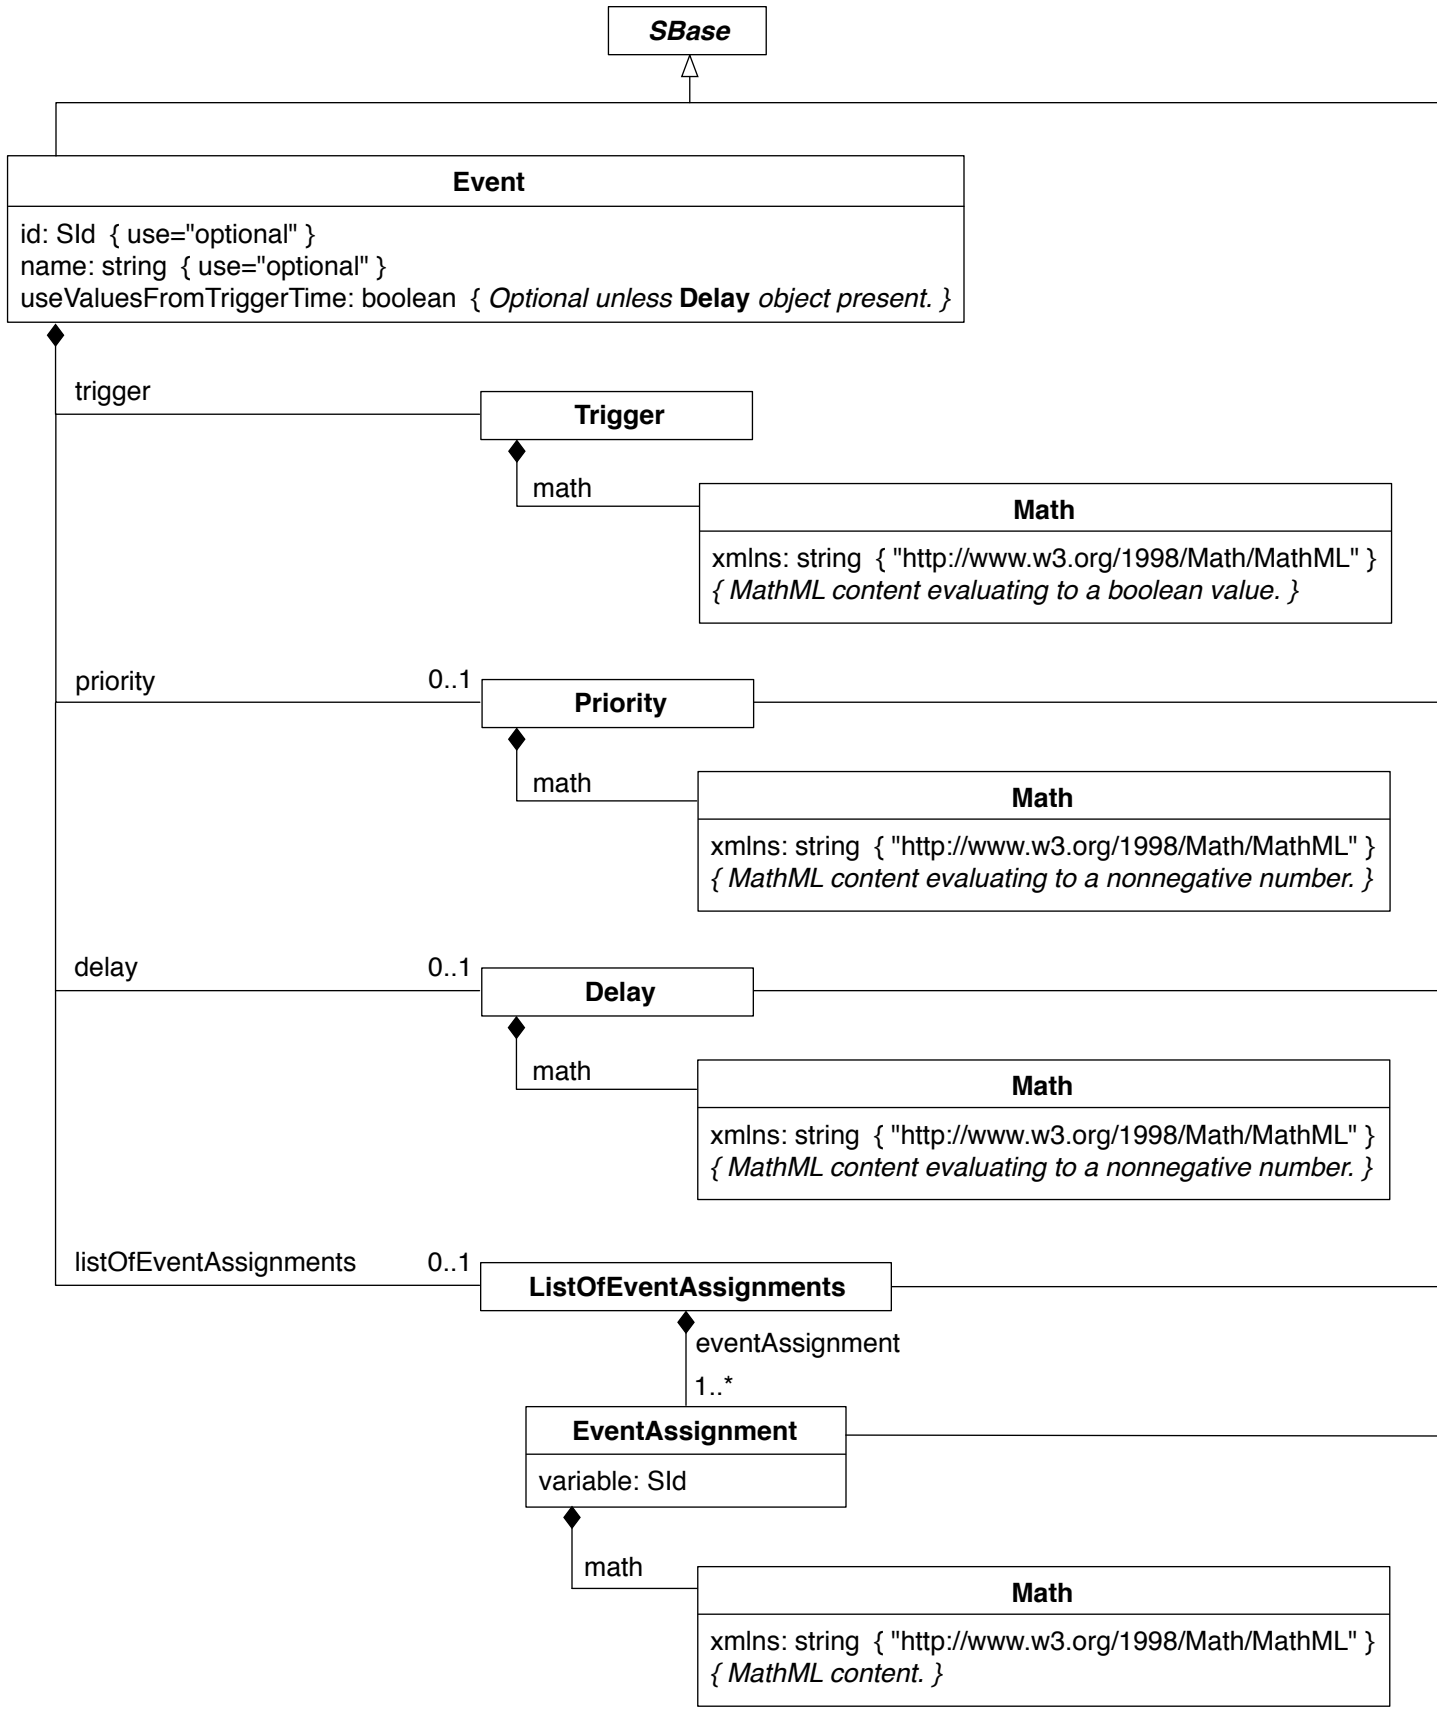 SBase
Event
id: SId { use="optional" }
name: string { use="optional" }
useValuesFromTriggerTime: boolean { Optional unless Delay object present. }
trigger
Trigger
math
Math
xmlns: string { "http://www.w3.org/1998/Math/MathML" }
{ MathML content evaluating to a boolean value. }
priority 0..1
Priority
math
Math
xmlns: string { "http://www.w3.org/1998/Math/MathML" }
{ MathML content evaluating to a nonnegative number. }
delay 0..1
Delay
math
Math
xmlns: string { "http://www.w3.org/1998/Math/MathML" }
{ MathML content evaluating to a nonnegative number. }
listOfEventAssignments 0..1
ListOfEventAssignments
eventAssignment
1..*
EventAssignment
variable: SId
math
Math
xmlns: string { "http://www.w3.org/1998/Math/MathML" }
{ MathML content. }